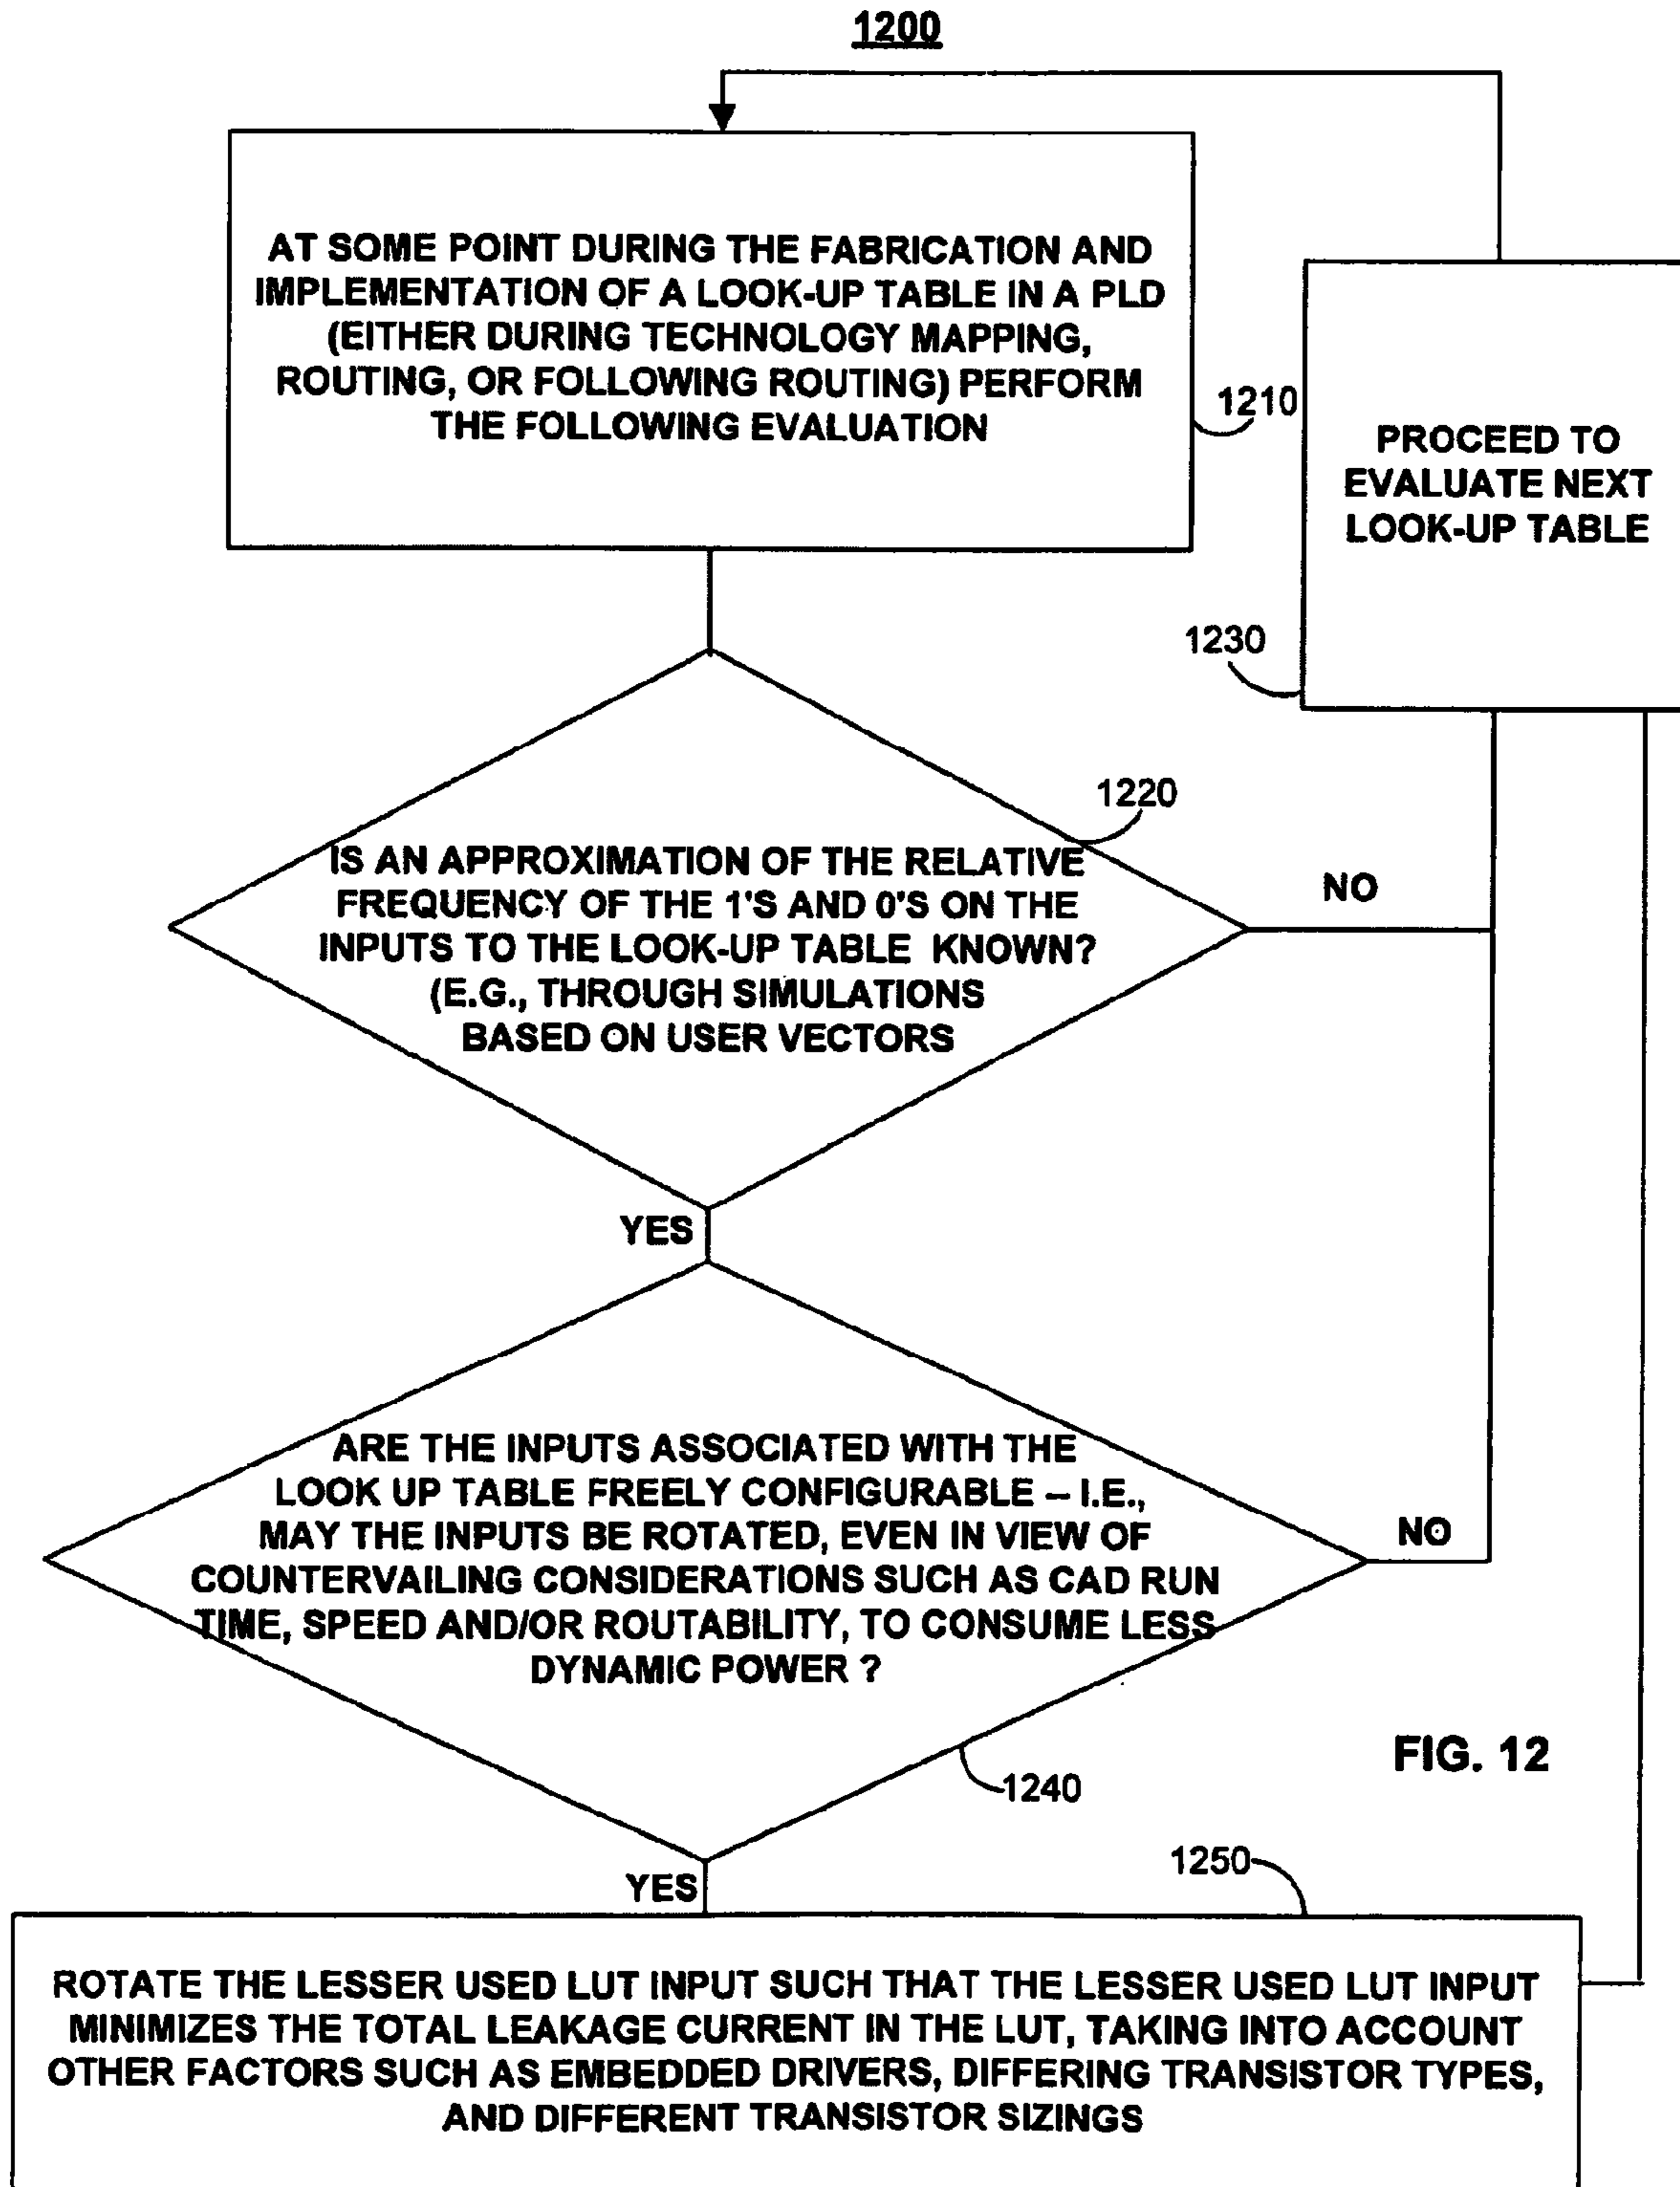 1200
AT SOME POINT DURING THE FABRICATION AND
IMPLEMENTATION OF A LOOK-UP TABLE IN A PLD
(EITHER DURING TECHNOLOGY MAPPING,
ROUTING, OR FOLLOWING ROUTING) PERFORM
THE FOLLOWING EVALUATION
1210
PROCEED TO
EVALUATE NEXT
LOOK-UP TABLE
1230
1220
IS AN APPROXIMATION OF THE RELATIVE
FREQUENCY OF THE 1'S AND 0'S ON THE
INPUTS TO THE LOOK-UP TABLE KNOWN?
(E.G., THROUGH SIMULATIONS
BASED ON USER VECTORS
NO
YES
ARE THE INPUTS ASSOCIATED WITH THE
LOOK UP TABLE FREELY CONFIGURABLE – I.E.,
MAY THE INPUTS BE ROTATED, EVEN IN VIEW OF
COUNTERVAILING CONSIDERATIONS SUCH AS CAD RUN
TIME, SPEED AND/OR ROUTABILITY, TO CONSUME LESS
DYNAMIC POWER ?
NO
1240
FIG. 12
YES
1250
ROTATE THE LESSER USED LUT INPUT SUCH THAT THE LESSER USED LUT INPUT
MINIMIZES THE TOTAL LEAKAGE CURRENT IN THE LUT, TAKING INTO ACCOUNT
OTHER FACTORS SUCH AS EMBEDDED DRIVERS, DIFFERING TRANSISTOR TYPES,
AND DIFFERENT TRANSISTOR SIZINGS